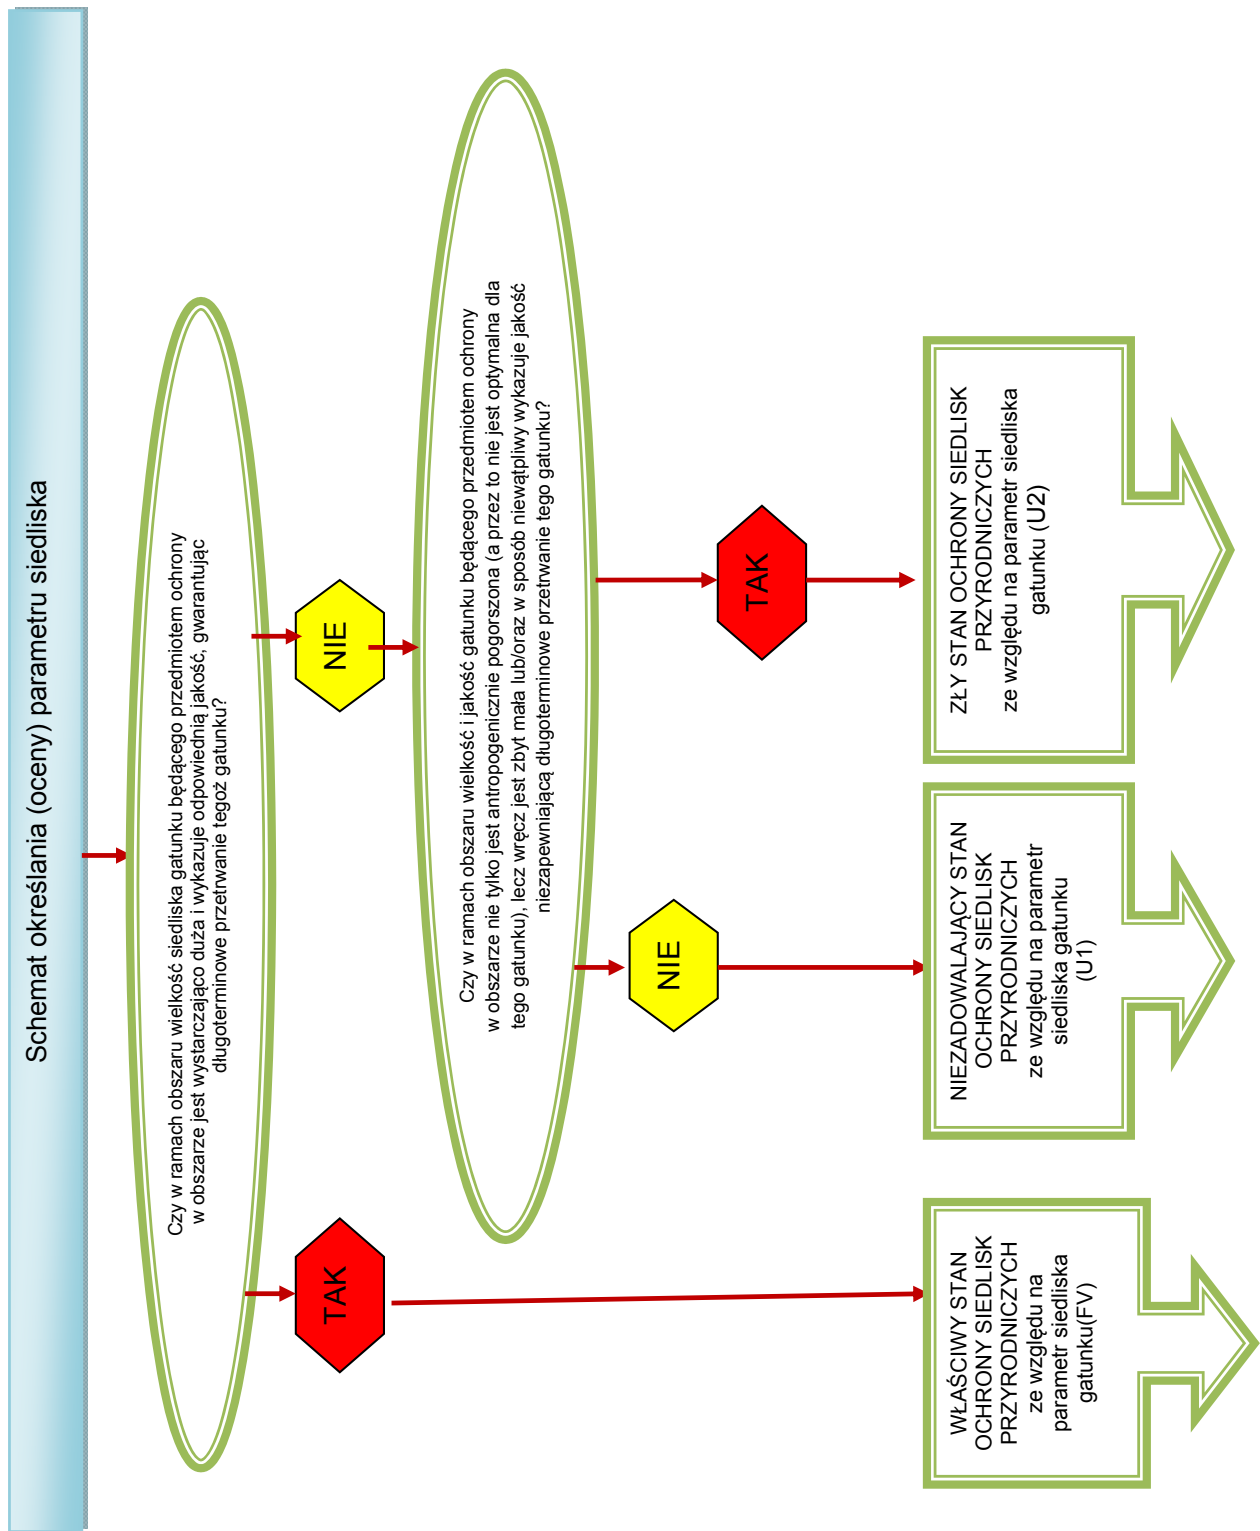 Schemat określania (oceny) parametru siedliska
Czy w ramach obszaru wielkość siedliska gatunku będącego przedmiotem ochrony
w obszarze jest wystarczająco duża i wykazuje odpowiednią jakość, gwarantując
długoterminowe przetrwanie tegoż gatunku?
TAK
NIE
Czy w ramach obszaru wielkość i jakość gatunku będącego przedmiotem ochrony
w obszarze nie tylko jest antropogenicznie pogorszona (a przez to nie jest optymalna dla
tego gatunku), lecz wręcz jest zbyt mała lub/oraz w sposób niewątpliwy wykazuje jakość
niezapewniającą długoterminowe przetrwanie tego gatunku?
NIE
TAK
WŁAŚCIWY STAN
OCHRONY SIEDLISK
PRZYRODNICZYCH
ze względu na
parametr siedliska
gatunku(FV)
NIEZADOWALAJĄCY STAN
OCHRONY SIEDLISK
PRZYRODNICZYCH
ze względu na parametr
siedliska gatunku
(U1)
ZŁY STAN OCHRONY SIEDLISK
PRZYRODNICZYCH
ze względu na parametr siedliska
gatunku (U2)